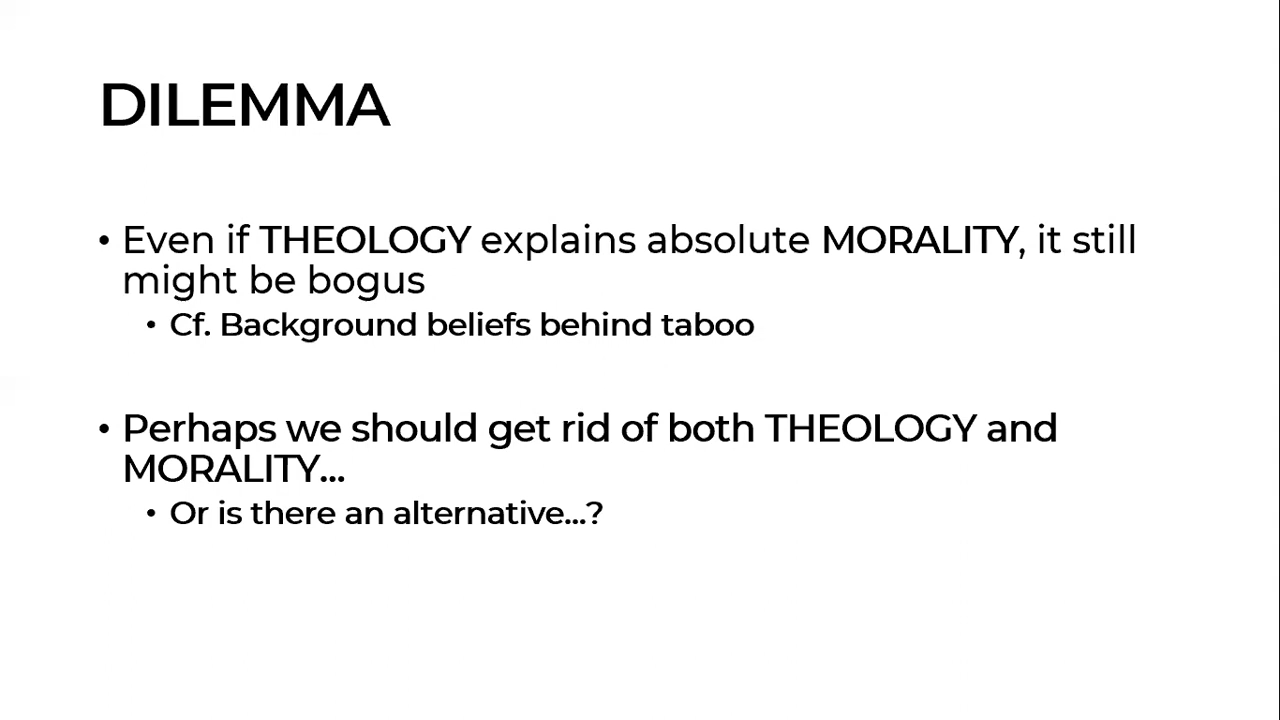 DILEMMA
• Even if THEOLOGY explains absolute MORALITY, it still
might be bogus
• Cf. Background beliefs behind taboo
• Perhaps we should get rid of both THEOLOGY and
MORALITY...
• Or is there an alternative...?